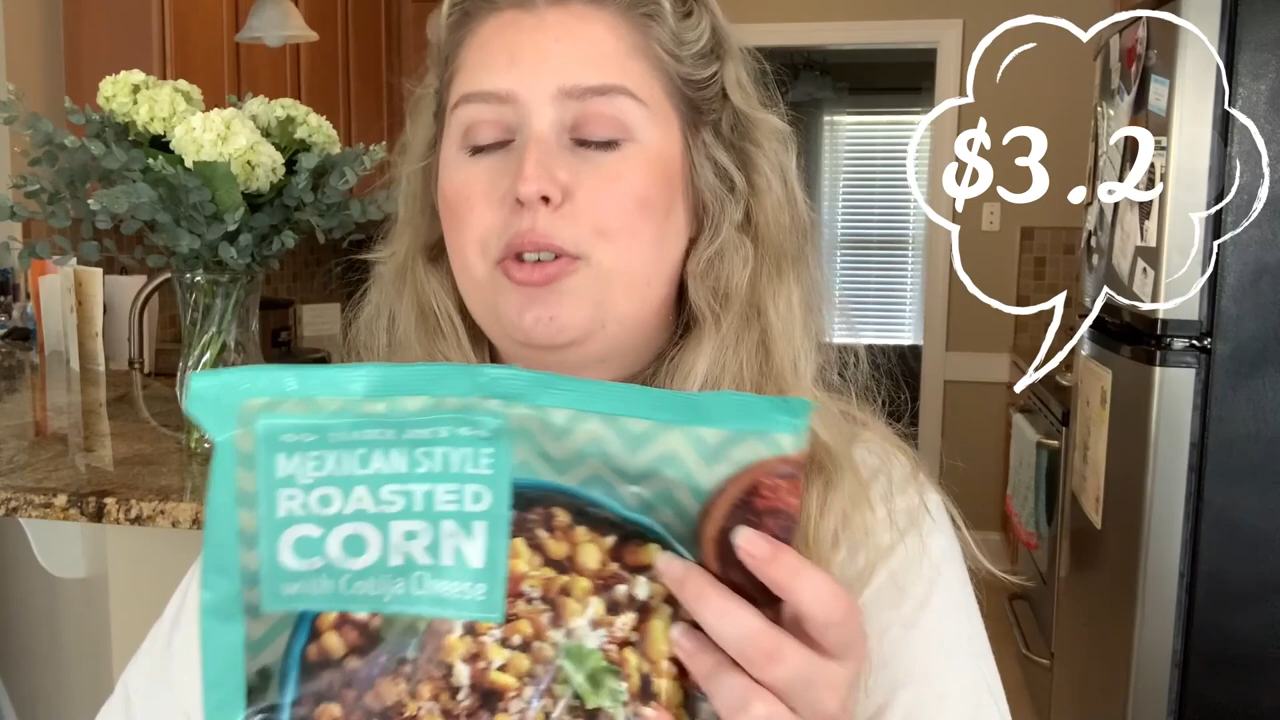 TRADER JOE'S
MEXICAN STYLE
ROASTED
CORN
with Cotija Cheese
$3.2